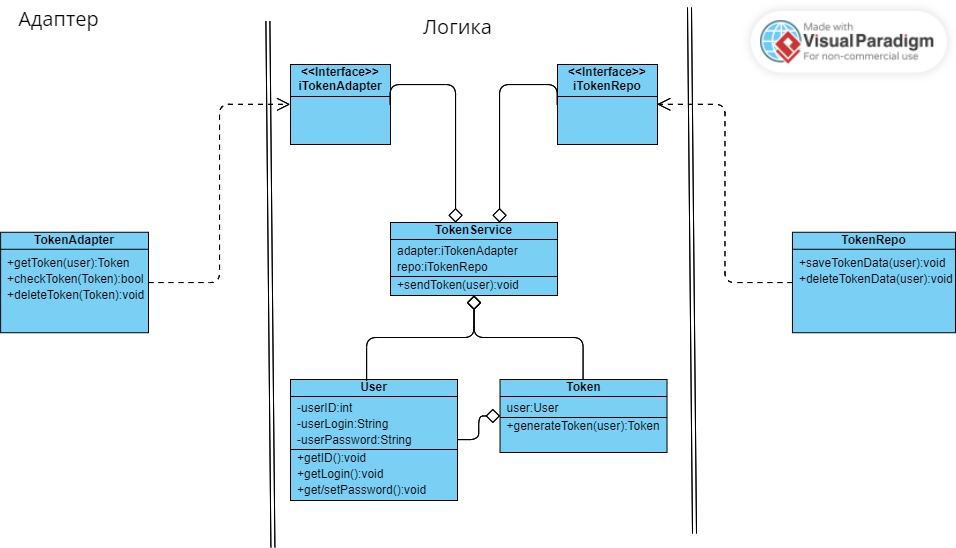 Адаптер
Логика
Made with
VisualParadigm
For non-commercial use
<<Interface>>
iTokenAdapter
<<Interface>>
iTokenRepo
TokenAdapter
+getToken(user):Token
+checkToken(Token):bool
+deleteToken(Token):void
TokenService
adapter:iTokenAdapter
repo:iTokenRepo
+sendToken(user):void
TokenRepo
+saveTokenData(user):void
+deleteTokenData(user):void
User
-userID:int
-userLogin:String
-userPassword:String
+getID():void
+getLogin():void
+get/setPassword():void
Token
user:User
+generateToken(user):Token